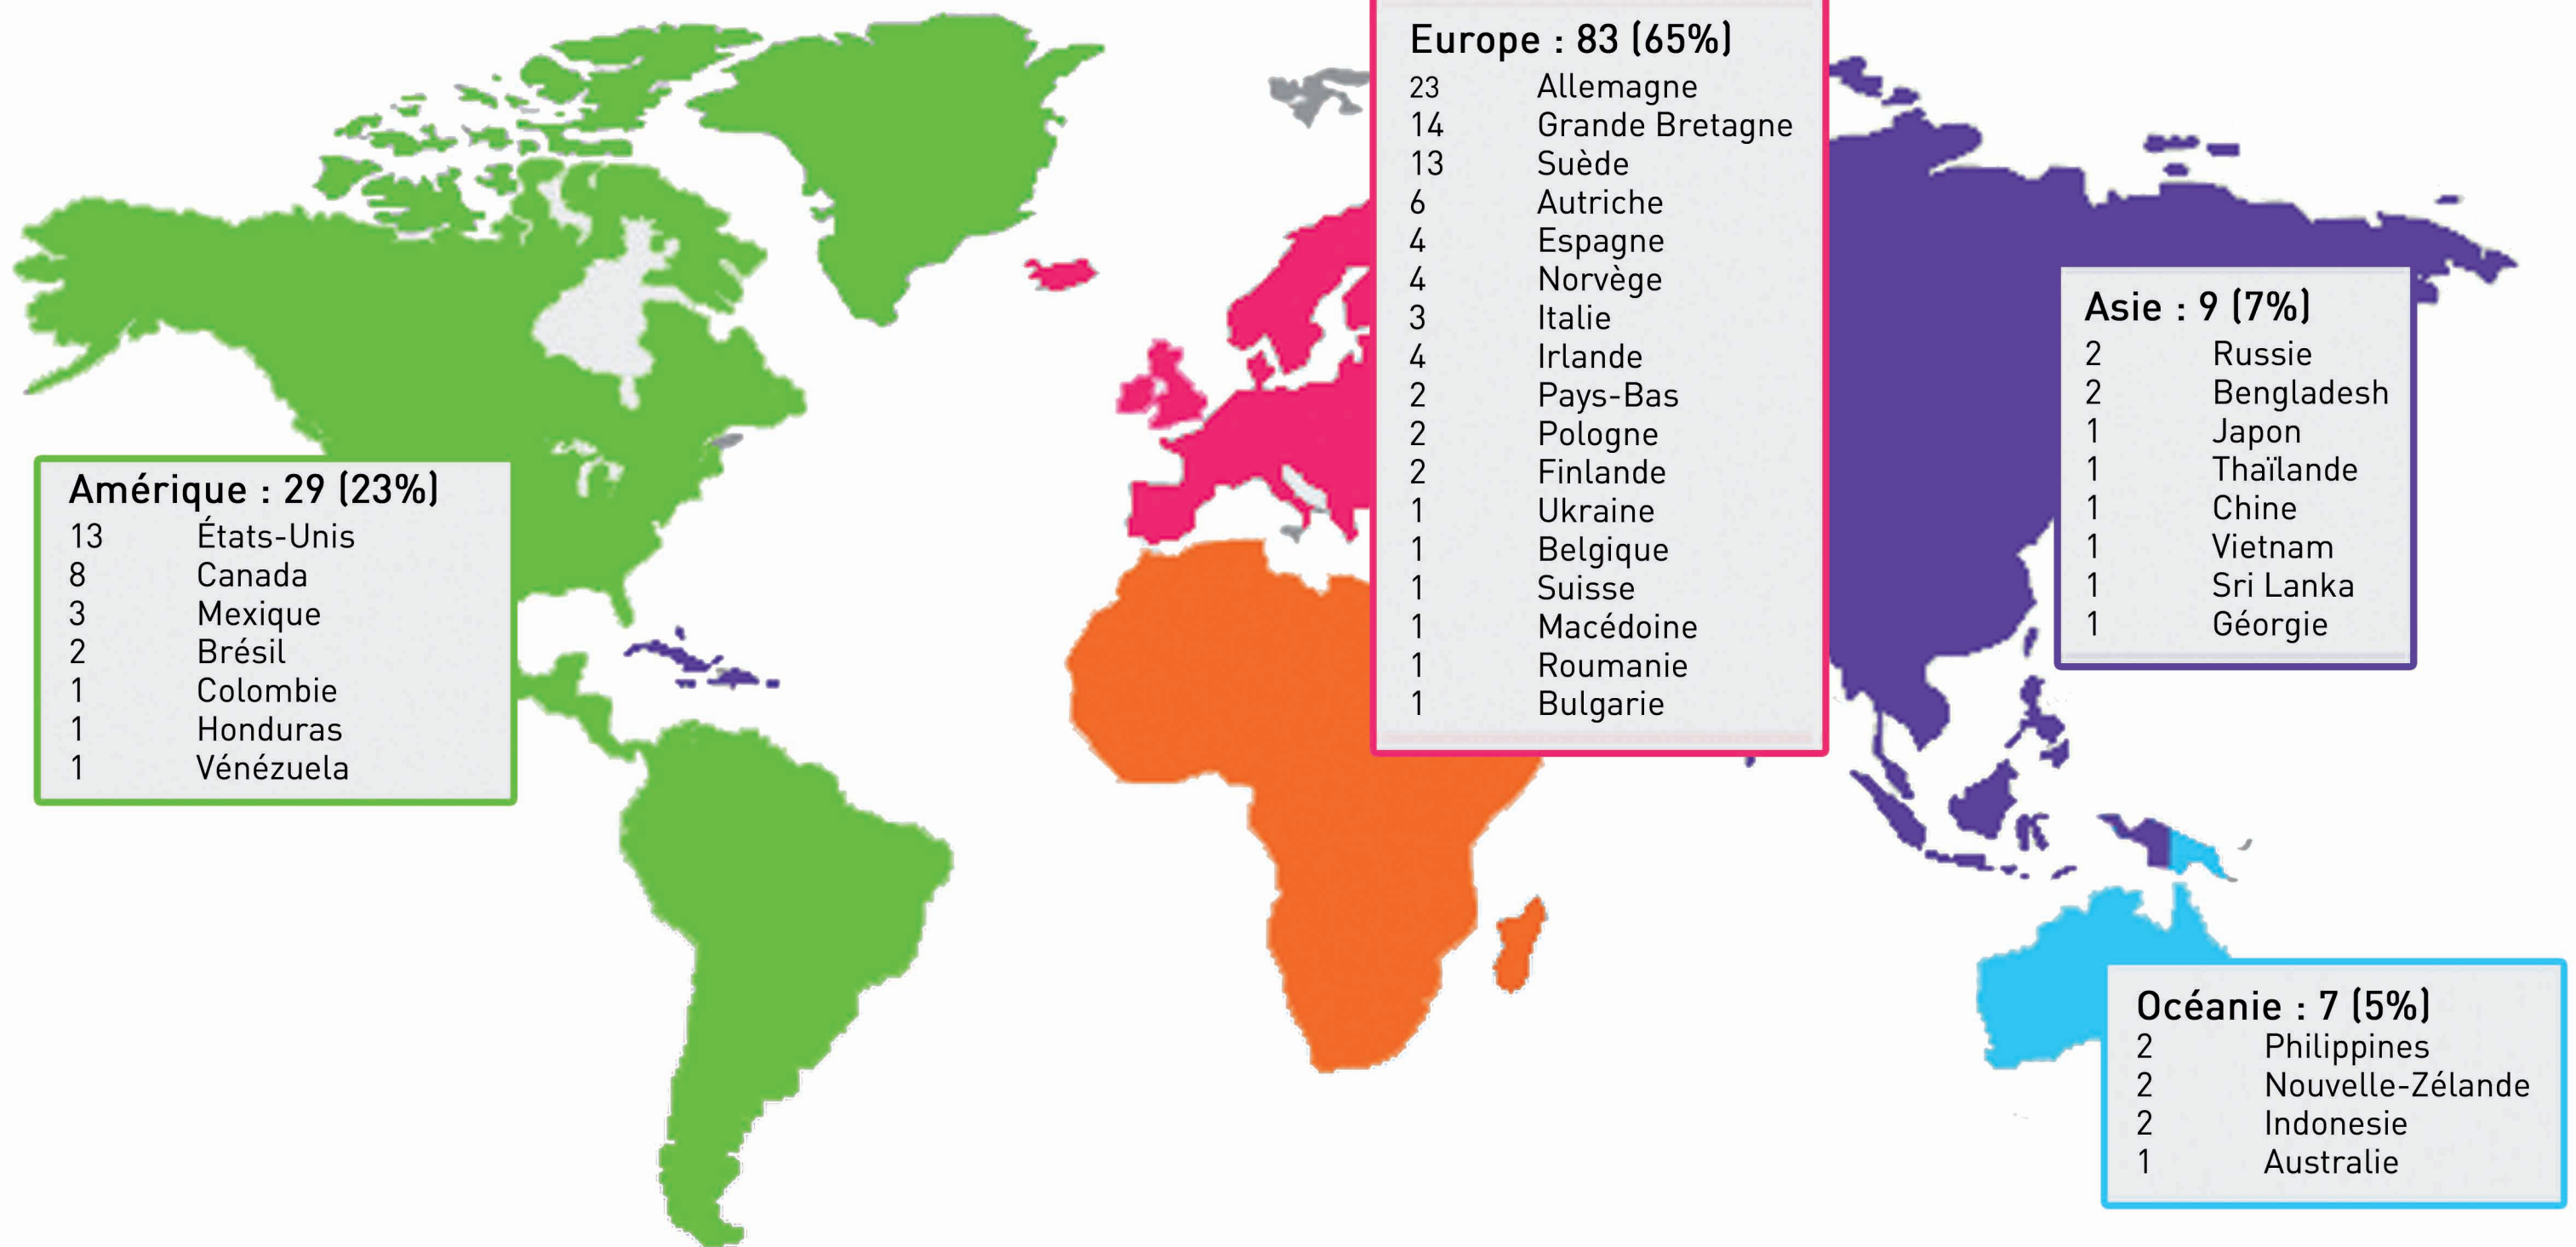 Europe : 83 (65%)
23 Allemagne
14 Grande Bretagne
13 Suède
6 Autriche
4 Espagne
4 Norvège
3 Italie
4 Irlande
2 Pays-Bas
2 Pologne
2 Finlande
1 Ukraine
1 Belgique
1 Suisse
1 Macédoine
1 Roumanie
1 Bulgarie
Asie : 9 (7%)
2 Russie
2 Bengladesh
1 Japon
1 Thaïlande
1 Chine
1 Vietnam
1 Sri Lanka
1 Géorgie
Amérique : 29 (23%)
13 États-Unis
8 Canada
3 Mexique
2 Brésil
1 Colombie
1 Honduras
1 Vénézuela
Océanie : 7 (5%)
2 Philippines
2 Nouvelle-Zélande
2 Indonesie
1 Australie